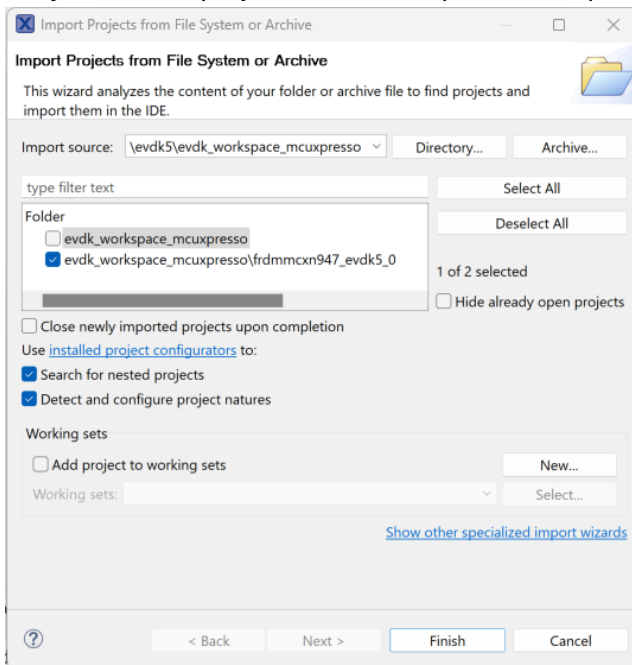 Import Projects from File System or Archive
Import Projects from File System or Archive
This wizard analyzes the content of your folder or archive file to find projects and
import them in the IDE.
Import source: \evdk5\evdk_workspace_mcuxpresso Directory... Archive...
type filter text Select All
Folder Deselect All
evdk_workspace_mcuxpresso
evdk_workspace_mcuxpresso\frdmmcxn947_evdk5_0
1 of 2 selected
Hide already open projects
Close newly imported projects upon completion
Use installed project configurators to:
Search for nested projects
Detect and configure project natures
Working sets
Add project to working sets New...
Working sets: Select...
Show other specialized import wizards
? < Back Next > Finish Cancel